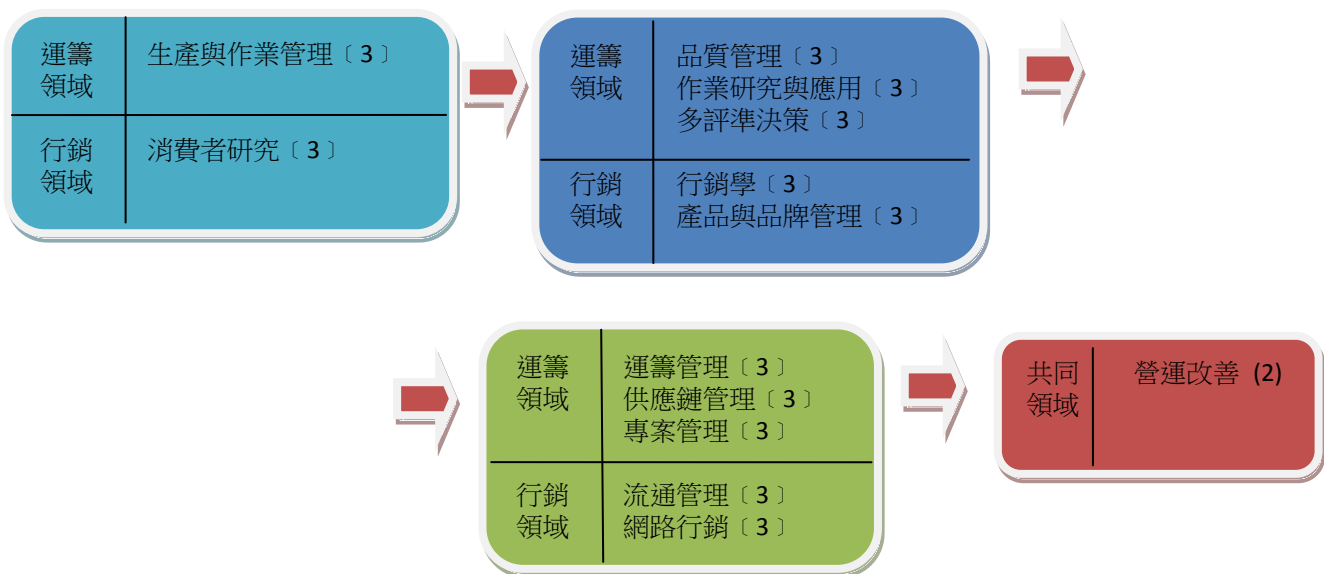 運籌
領域
生產與作業管理﹝3﹞
行銷
領域
消費者研究﹝3﹞
運籌
領域
品質管理﹝3﹞
作業研究與應用﹝3﹞
多評準決策﹝3﹞
行銷
領域
行銷學﹝3﹞
產品與品牌管理﹝3﹞
運籌
領域
運籌管理﹝3﹞
供應鏈管理﹝3﹞
專案管理﹝3﹞
行銷
領域
流通管理﹝3﹞
網路行銷﹝3﹞
共同
領域
營運改善 (2)